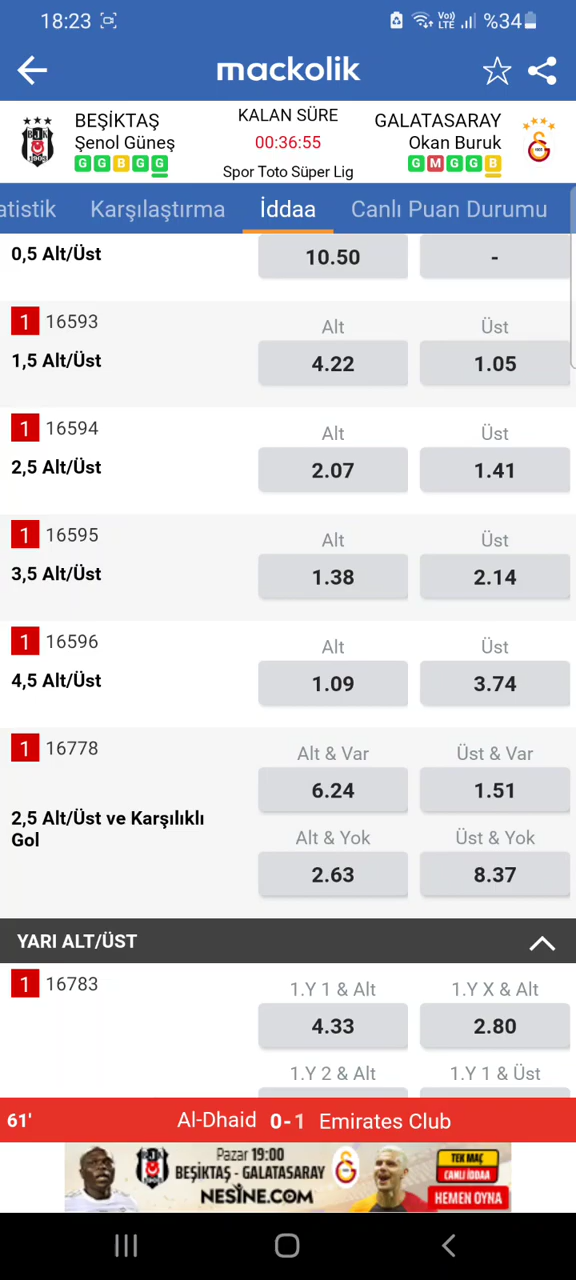 18:23
Vo)) LTE %34
mackolik
BEŞİKTAŞ
Şenol Güneş
G G B G G
KALAN SÜRE
00:36:55
Spor Toto Süper Lig
GALATASARAY
Okan Buruk
G M G G B
atistik Karşılaştırma İddaa Canlı Puan Durumu
0,5 Alt/Üst 10.50 -
1 16593 Alt Üst
1,5 Alt/Üst 4.22 1.05
1 16594 Alt Üst
2,5 Alt/Üst 2.07 1.41
1 16595 Alt Üst
3,5 Alt/Üst 1.38 2.14
1 16596 Alt Üst
4,5 Alt/Üst 1.09 3.74
1 16778 Alt & Var Üst & Var
6.24 1.51
2,5 Alt/Üst ve Karşılıklı
Gol
Alt & Yok Üst & Yok
2.63 8.37
YARI ALT/ÜST
1 16783 1.Y 1 & Alt 1.Y X & Alt
4.33 2.80
1.Y 2 & Alt 1.Y 1 & Üst
61' Al-Dhaid 0-1 Emirates Club
Pazar 19:00
BEŞİKTAŞ - GALATASARAY
NESİNE.COM
TEK MAÇ
CANLI İDDAA
HEMEN OYNA